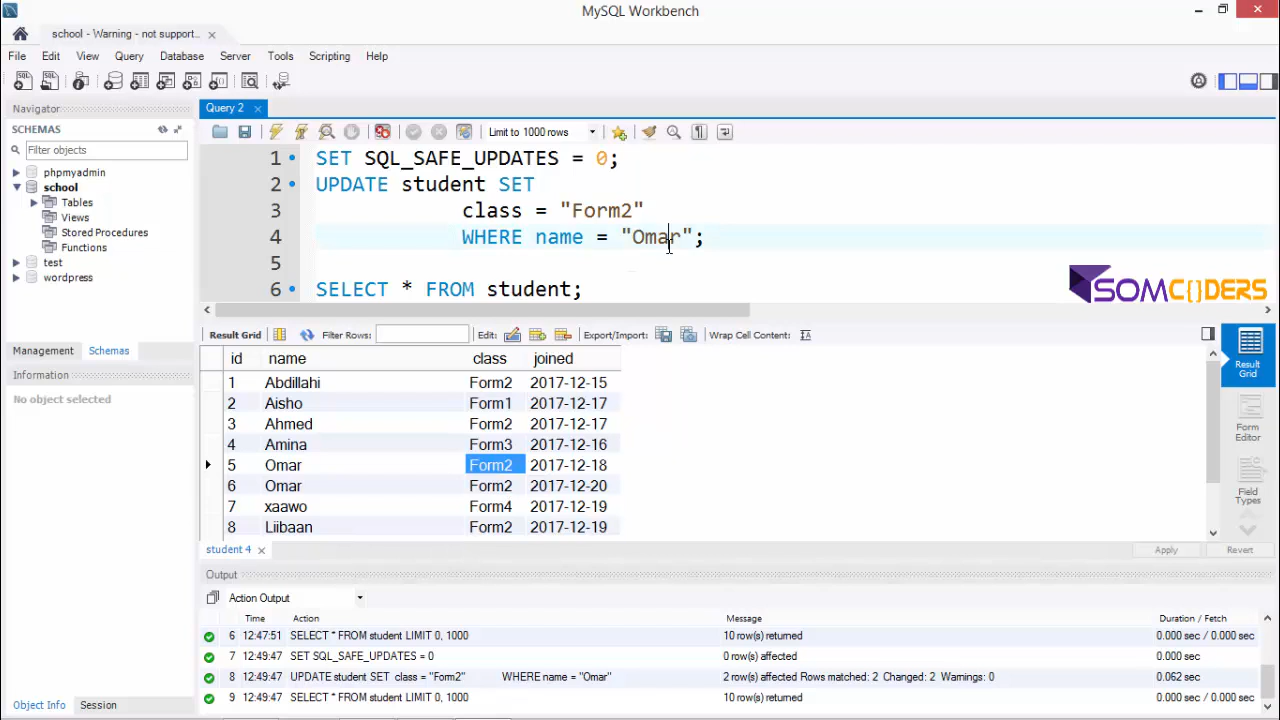 MySQL Workbench
school - Warning - not support..
File Edit View Query Database Server Tools Scripting Help
Navigator
SCHEMAS
Filter objects
phpmyadmin
school
Tables
Views
Stored Procedures
Functions
test
wordpress
Management Schemas
Information
No object selected
Object Info Session
Query 2
Limit to 1000 rows
1 SET SQL_SAFE_UPDATES = 0;
2 UPDATE student SET
3 class = "Form2"
4 WHERE name = "Omar";
5
6 SELECT * FROM student;
SOMC{}DERS
Result Grid Filter Rows: Edit: Export/Import: Wrap Cell Content:
id name class joined
1 Abdillahi Form2 2017-12-15
2 Aisho Form1 2017-12-17
3 Ahmed Form2 2017-12-17
4 Amina Form3 2017-12-16
5 Omar Form2 2017-12-18
6 Omar Form2 2017-12-20
7 xaawo Form4 2017-12-19
8 Liibaan Form2 2017-12-19
Result Grid
Form Editor
Field Types
student 4 Apply Revert
Output
Action Output
Time Action Message Duration / Fetch
6 12:47:51 SELECT * FROM student LIMIT 0, 1000 10 row(s) returned 0.000 sec / 0.000 sec
7 12:49:47 SET SQL_SAFE_UPDATES = 0 0 row(s) affected 0.000 sec
8 12:49:47 UPDATE student SET class = "Form2" WHERE name = "Omar" 2 row(s) affected Rows matched: 2 Changed: 2 Warnings: 0 0.062 sec
9 12:49:47 SELECT * FROM student LIMIT 0, 1000 10 row(s) returned 0.000 sec / 0.000 sec